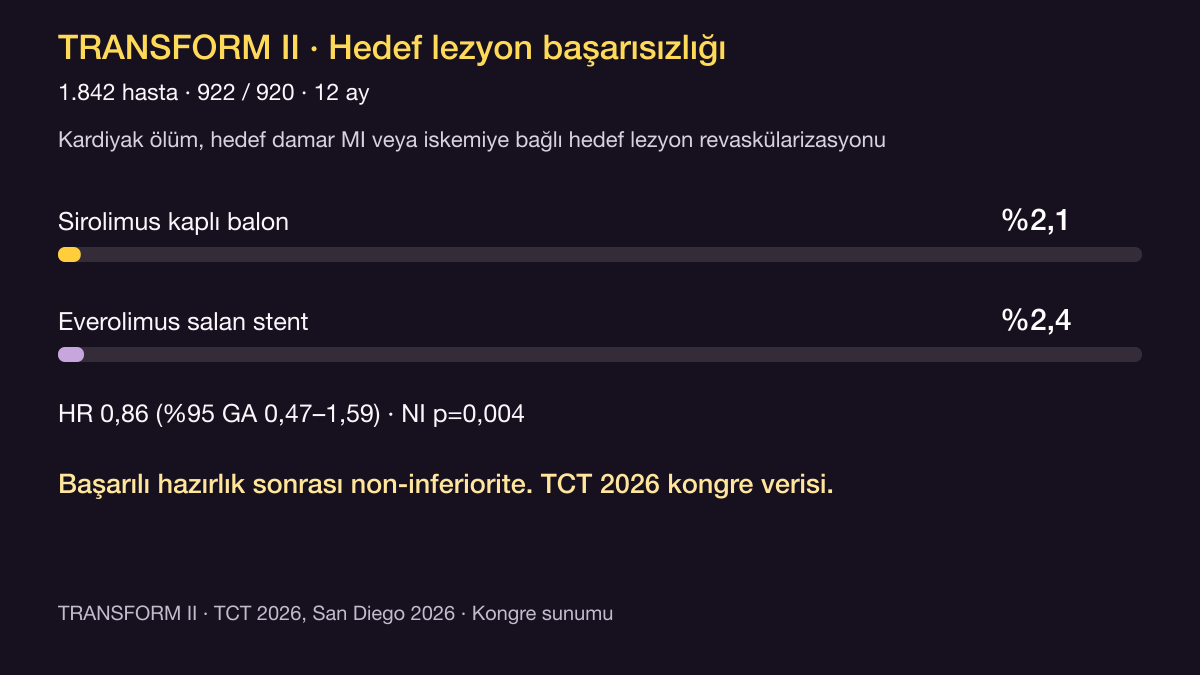 TRANSFORM II · Hedef lezyon başarısızlığı
1.842 hasta · 922 / 920 · 12 ay
Kardiyak ölüm, hedef damar MI veya iskemiye bağlı hedef lezyon revaskülarizasyonu
Sirolimus kaplı balon %2,1
Everolimus salan stent %2,4
HR 0,86 (%95 GA 0,47–1,59) · NI p=0,004
Başarılı hazırlık sonrası non-inferiorite. TCT 2026 kongre verisi.
TRANSFORM II · TCT 2026, San Diego 2026 · Kongre sunumu